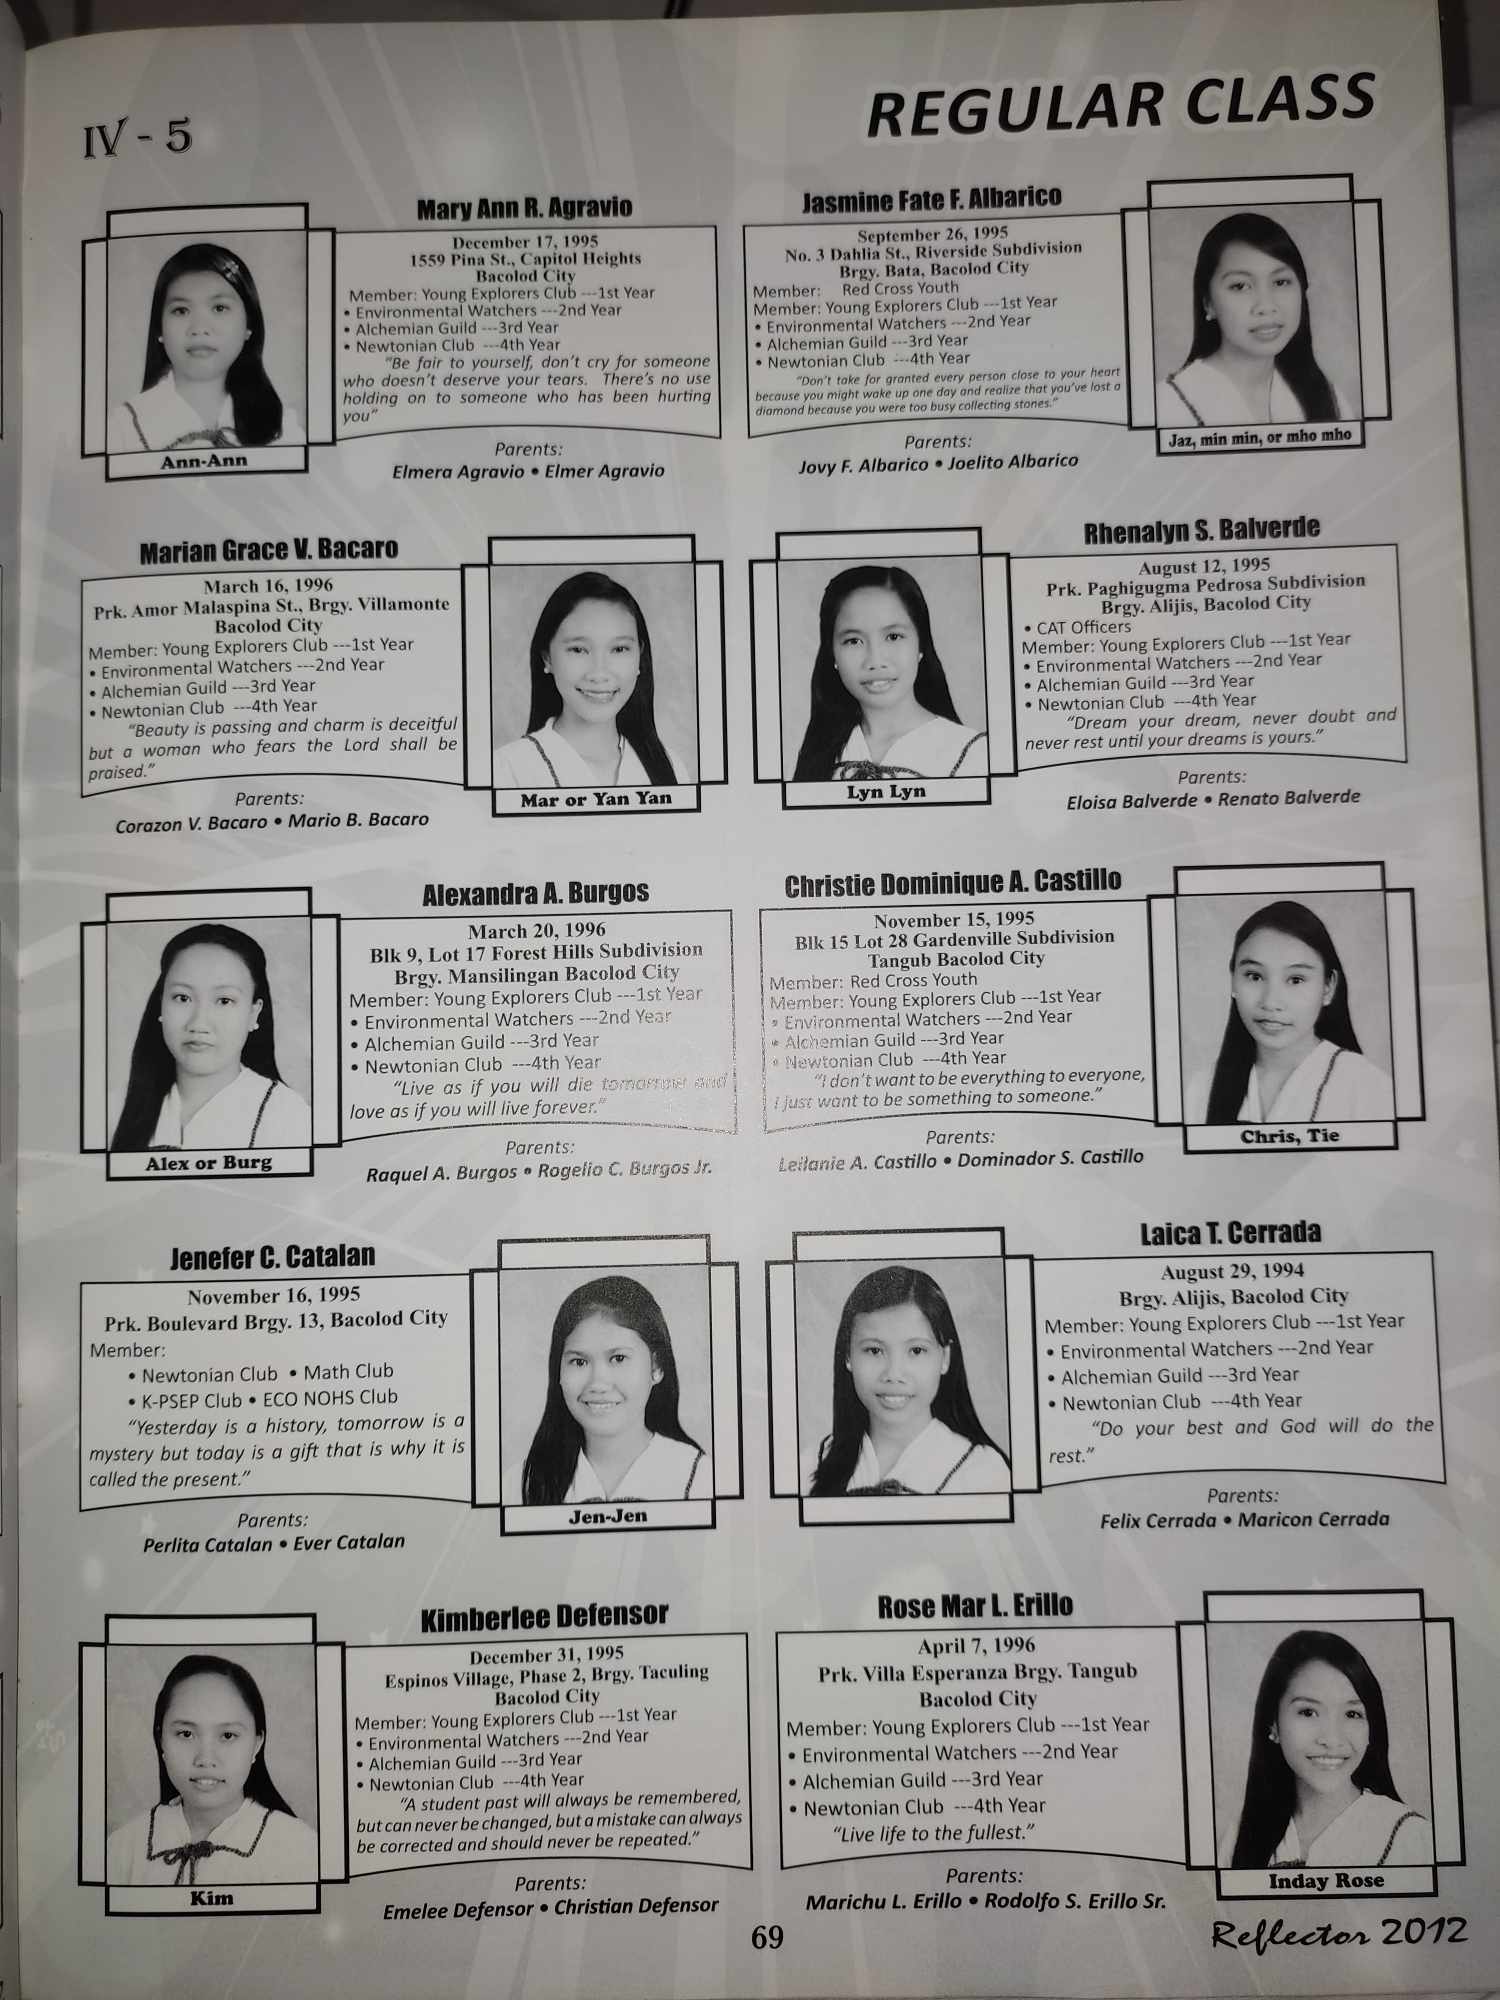 IV - 5
REGULAR CLASS
Mary Ann R. Agravio
December 17, 1995
1559 Pina St., Capitol Heights
Bacolod City
Member: Young Explorers Club ---1st Year
• Environmental Watchers ---2nd Year
• Alchemian Guild ---3rd Year
• Newtonian Club ---4th Year
"Be fair to yourself, don't cry for someone
who doesn't deserve your tears. There's no use
holding on to someone who has been hurting
you"
Parents:
Elmera Agravio • Elmer Agravio
Ann-Ann
Jasmine Fate F. Albarico
September 26, 1995
No. 3 Dahlia St., Riverside Subdivision
Brgy. Bata, Bacolod City
Member: Red Cross Youth
Member: Young Explorers Club ---1st Year
• Environmental Watchers ---2nd Year
• Alchemian Guild ---3rd Year
• Newtonian Club ---4th Year
"Don't take for granted every person close to your heart
because you might wake up one day and realize that you've lost a
diamond because you were too busy collecting stones."
Parents:
Jovy F. Albarico • Joelito Albarico
Jaz, min min, or mho mho
Marian Grace V. Bacaro
March 16, 1996
Prk. Amor Malaspina St., Brgy. Villamonte
Bacolod City
Member: Young Explorers Club ---1st Year
• Environmental Watchers ---2nd Year
• Alchemian Guild ---3rd Year
• Newtonian Club ---4th Year
"Beauty is passing and charm is deceitful
but a woman who fears the Lord shall be
praised."
Parents:
Corazon V. Bacaro • Mario B. Bacaro
Mar or Yan Yan
Rhenalyn S. Balverde
August 12, 1995
Prk. Paghigugma Pedrosa Subdivision
Brgy. Alijis, Bacolod City
• CAT Officers
Member: Young Explorers Club ---1st Year
• Environmental Watchers ---2nd Year
• Alchemian Guild ---3rd Year
• Newtonian Club ---4th Year
"Dream your dream, never doubt and
never rest until your dreams is yours."
Parents:
Eloisa Balverde • Renato Balverde
Lyn Lyn
Alexandra A. Burgos
March 20, 1996
Blk 9, Lot 17 Forest Hills Subdivision
Brgy. Mansilingan Bacolod City
Member: Young Explorers Club ---1st Year
• Environmental Watchers ---2nd Year
• Alchemian Guild ---3rd Year
• Newtonian Club ---4th Year
"Live as if you will die tomorrow and
love as if you will live forever."
Parents:
Raquel A. Burgos • Rogelio C. Burgos Jr.
Alex or Burg
Christie Dominique A. Castillo
November 15, 1995
Blk 15 Lot 28 Gardenville Subdivision
Tangub Bacolod City
Member: Red Cross Youth
Member: Young Explorers Club ---1st Year
• Environmental Watchers ---2nd Year
• Alchemian Guild ---3rd Year
• Newtonian Club ---4th Year
"I don't want to be everything to everyone,
I just want to be something to someone."
Parents:
Leilanie A. Castillo • Dominador S. Castillo
Chris, Tie
Jenefer C. Catalan
November 16, 1995
Prk. Boulevard Brgy. 13, Bacolod City
Member:
• Newtonian Club • Math Club
• K-PSEP Club • ECO NOHS Club
"Yesterday is a history, tomorrow is a
mystery but today is a gift that is why it is
called the present."
Parents:
Perlita Catalan • Ever Catalan
Jen-Jen
Laica T. Cerrada
August 29, 1994
Brgy. Alijis, Bacolod City
Member: Young Explorers Club ---1st Year
• Environmental Watchers ---2nd Year
• Alchemian Guild ---3rd Year
• Newtonian Club ---4th Year
"Do your best and God will do the
rest."
Parents:
Felix Cerrada • Maricon Cerrada
Kimberlee Defensor
December 31, 1995
Espinos Village, Phase 2, Brgy. Taculing
Bacolod City
Member: Young Explorers Club ---1st Year
• Environmental Watchers ---2nd Year
• Alchemian Guild ---3rd Year
• Newtonian Club ---4th Year
"A student past will always be remembered,
but can never be changed, but a mistake can always
be corrected and should never be repeated."
Parents:
Emelee Defensor • Christian Defensor
Kim
Rose Mar L. Erillo
April 7, 1996
Prk. Villa Esperanza Brgy. Tangub
Bacolod City
Member: Young Explorers Club ---1st Year
• Environmental Watchers ---2nd Year
• Alchemian Guild ---3rd Year
• Newtonian Club ---4th Year
"Live life to the fullest."
Parents:
Marichu L. Erillo • Rodolfo S. Erillo Sr.
Inday Rose
69
Reflector 2012